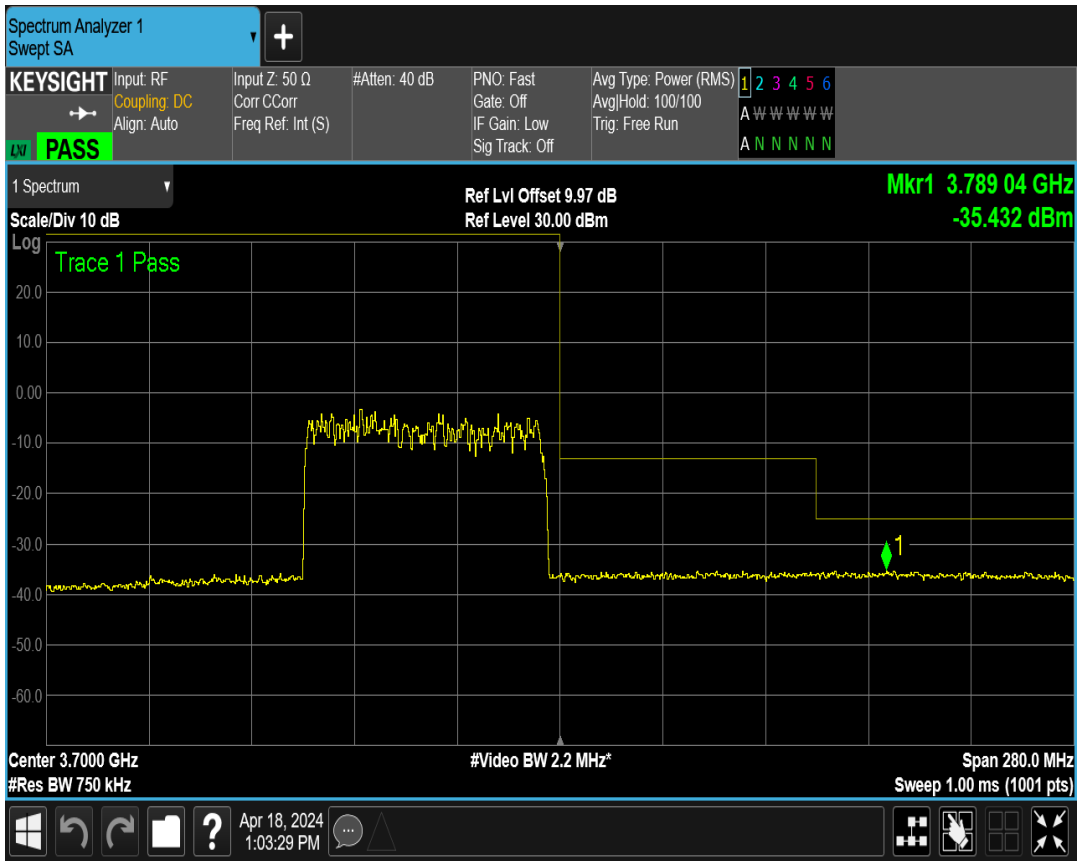 Spectrum Analyzer 1
Swept SA
+
KEYSIGHT
LXI PASS
Input: RF
Coupling: DC
Align: Auto
Input Z: 50 Ω
Corr CCorr
Freq Ref: Int (S)
#Atten: 40 dB
PNO: Fast
Gate: Off
IF Gain: Low
Sig Track: Off
Avg Type: Power (RMS)
Avg|Hold: 100/100
Trig: Free Run
1 2 3 4 5 6
A W W W W W
A N N N N N
1 Spectrum
Scale/Div 10 dB
Ref Lvl Offset 9.97 dB
Ref Level 30.00 dBm
Mkr1 3.789 04 GHz
-35.432 dBm
Log
Trace 1 Pass
20.0
10.0
0.00
-10.0
-20.0
-30.0
1
-40.0
-50.0
-60.0
Center 3.7000 GHz
#Video BW 2.2 MHz*
Span 280.0 MHz
#Res BW 750 kHz
Sweep 1.00 ms (1001 pts)
?
Apr 18, 2024
1:03:29 PM